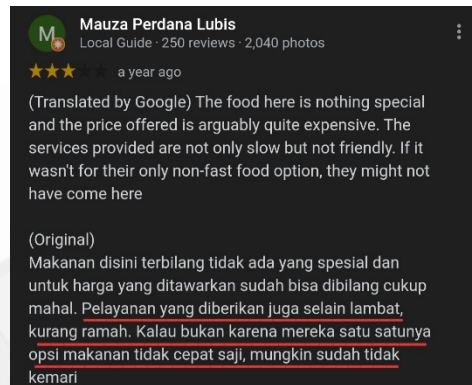 M
Mauza Perdana Lubis
Local Guide · 250 reviews · 2,040 photos
a year ago
(Translated by Google) The food here is nothing special
and the price offered is arguably quite expensive. The
services provided are not only slow but not friendly. If it
wasn't for their only non-fast food option, they might not
have come here
(Original)
Makanan disini terbilang tidak ada yang spesial dan
untuk harga yang ditawarkan sudah bisa dibilang cukup
mahal. Pelayanan yang diberikan juga selain lambat,
kurang ramah. Kalau bukan karena mereka satu satunya
opsi makanan tidak cepat saji, mungkin sudah tidak
kemari